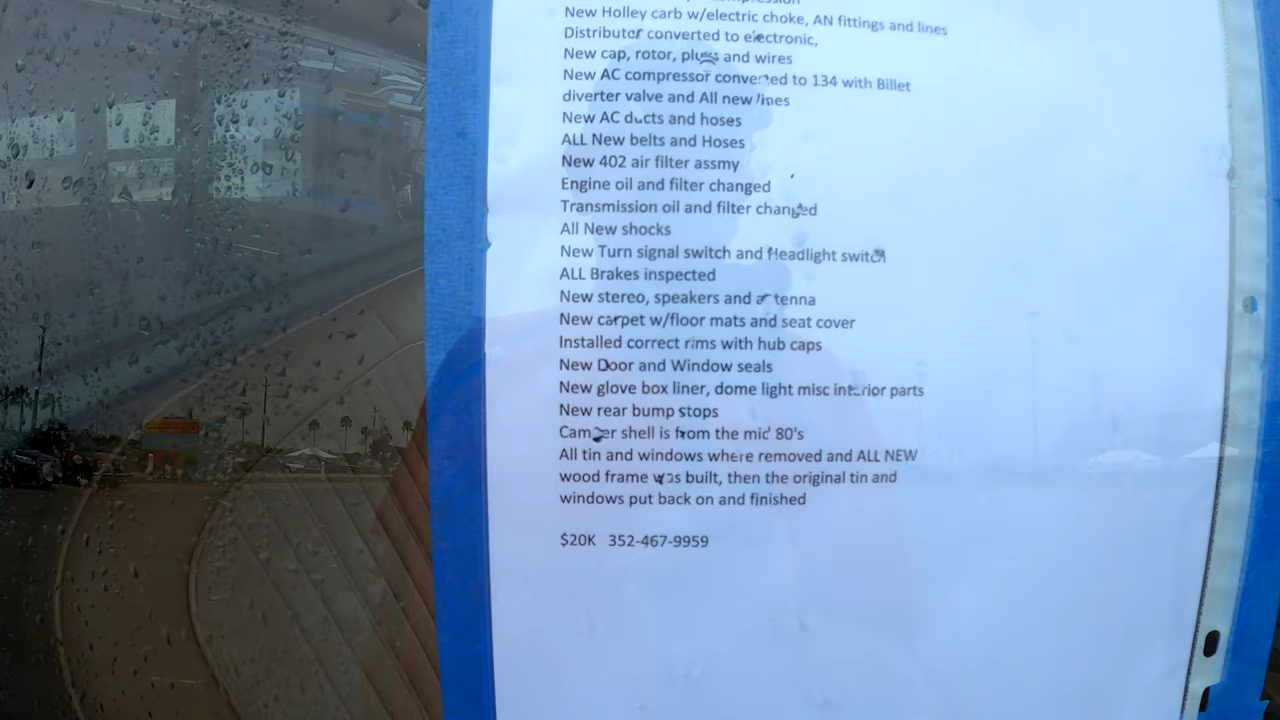 New Holley carb w/electric choke, AN fittings and lines
Distributor converted to electronic,
New cap, rotor, plugs and wires
New AC compressor converted to 134 with Billet
diverter valve and All new lines
New AC ducts and hoses
ALL New belts and Hoses
New 402 air filter assmy
Engine oil and filter changed
Transmission oil and filter changed
All New shocks
New Turn signal switch and Headlight switch
ALL Brakes inspected
New stereo, speakers and antenna
New carpet w/floor mats and seat cover
Installed correct rims with hub caps
New Door and Window seals
New glove box liner, dome light misc interior parts
New rear bump stops
Camper shell is from the mid 80's
All tin and windows where removed and ALL NEW
wood frame was built, then the original tin and
windows put back on and finished
$20K 352-467-9959